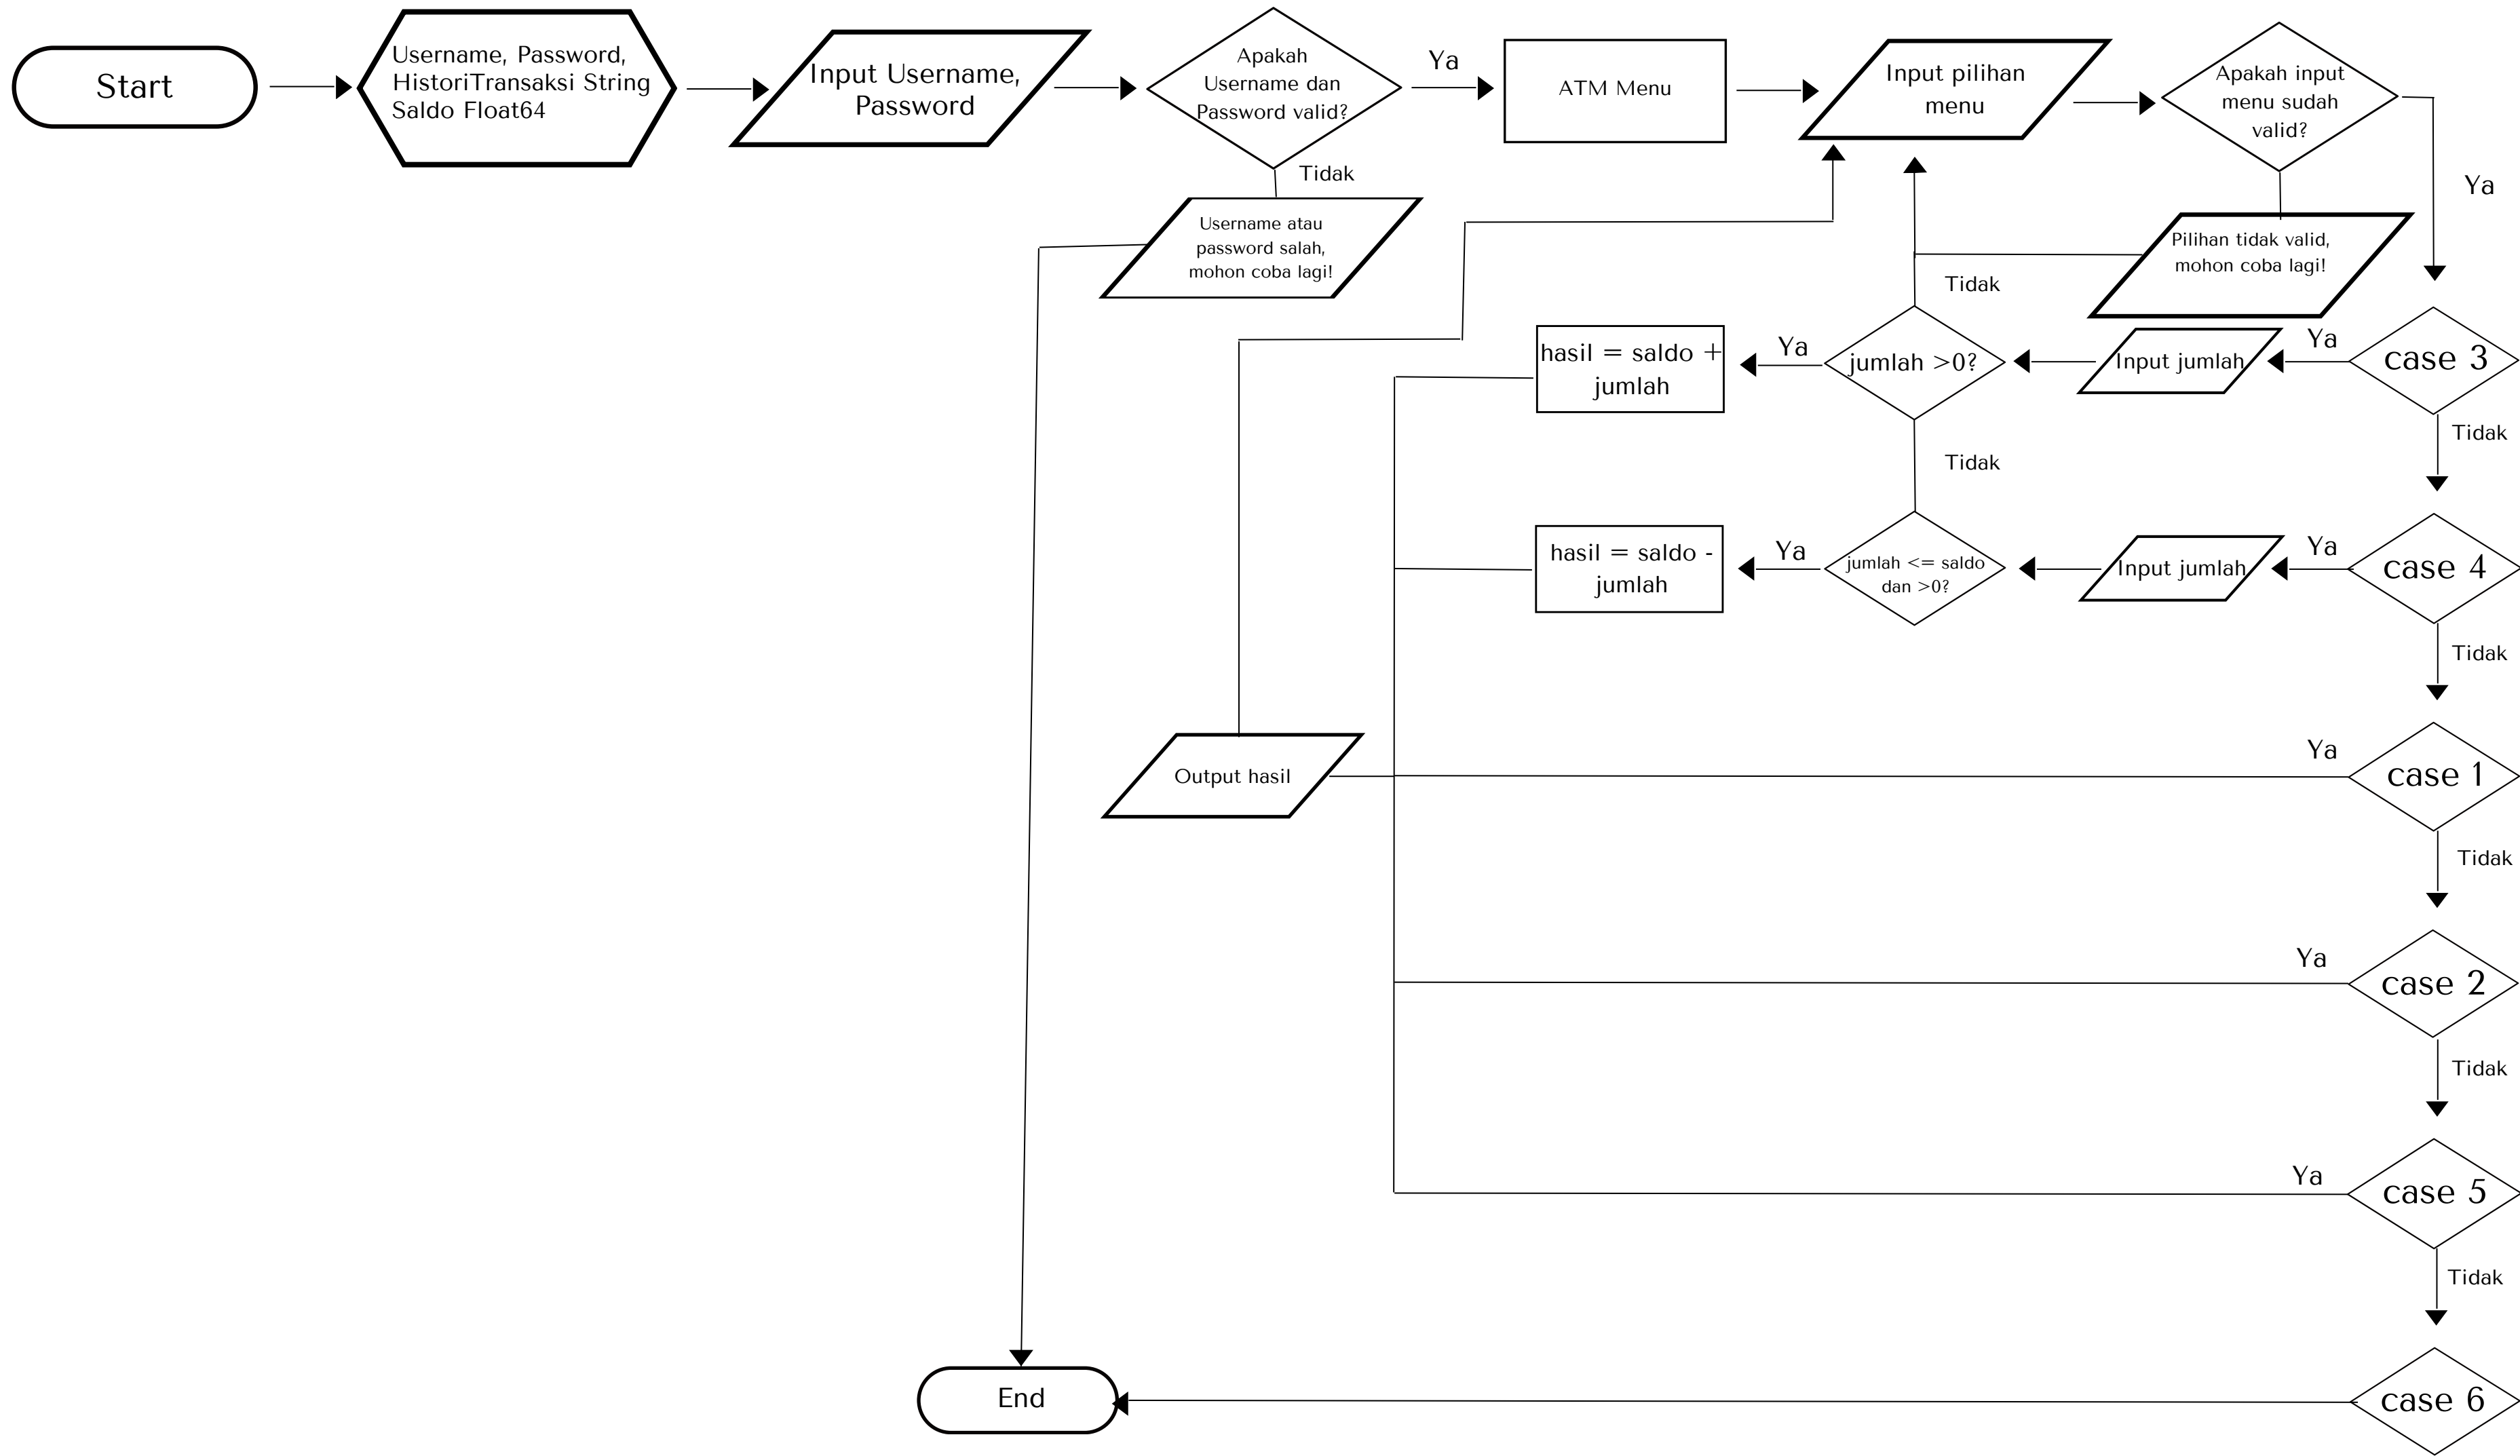 Start
Username, Password,
HistoriTransaksi String
Saldo Float64
Input Username,
Password
Apakah
Username dan
Password valid?
Ya
ATM Menu
Input pilihan
menu
Apakah input
menu sudah
valid?
Ya
Tidak
Username atau
password salah,
mohon coba lagi!
Pilihan tidak valid,
mohon coba lagi!
Tidak
hasil = saldo +
jumlah
Ya
jumlah >0?
Input jumlah
Ya
case 3
Tidak
Tidak
hasil = saldo -
jumlah
Ya
jumlah <= saldo
dan >0?
Input jumlah
Ya
case 4
Tidak
Output hasil
Ya
case 1
Tidak
Ya
case 2
Tidak
Ya
case 5
Tidak
End
case 6